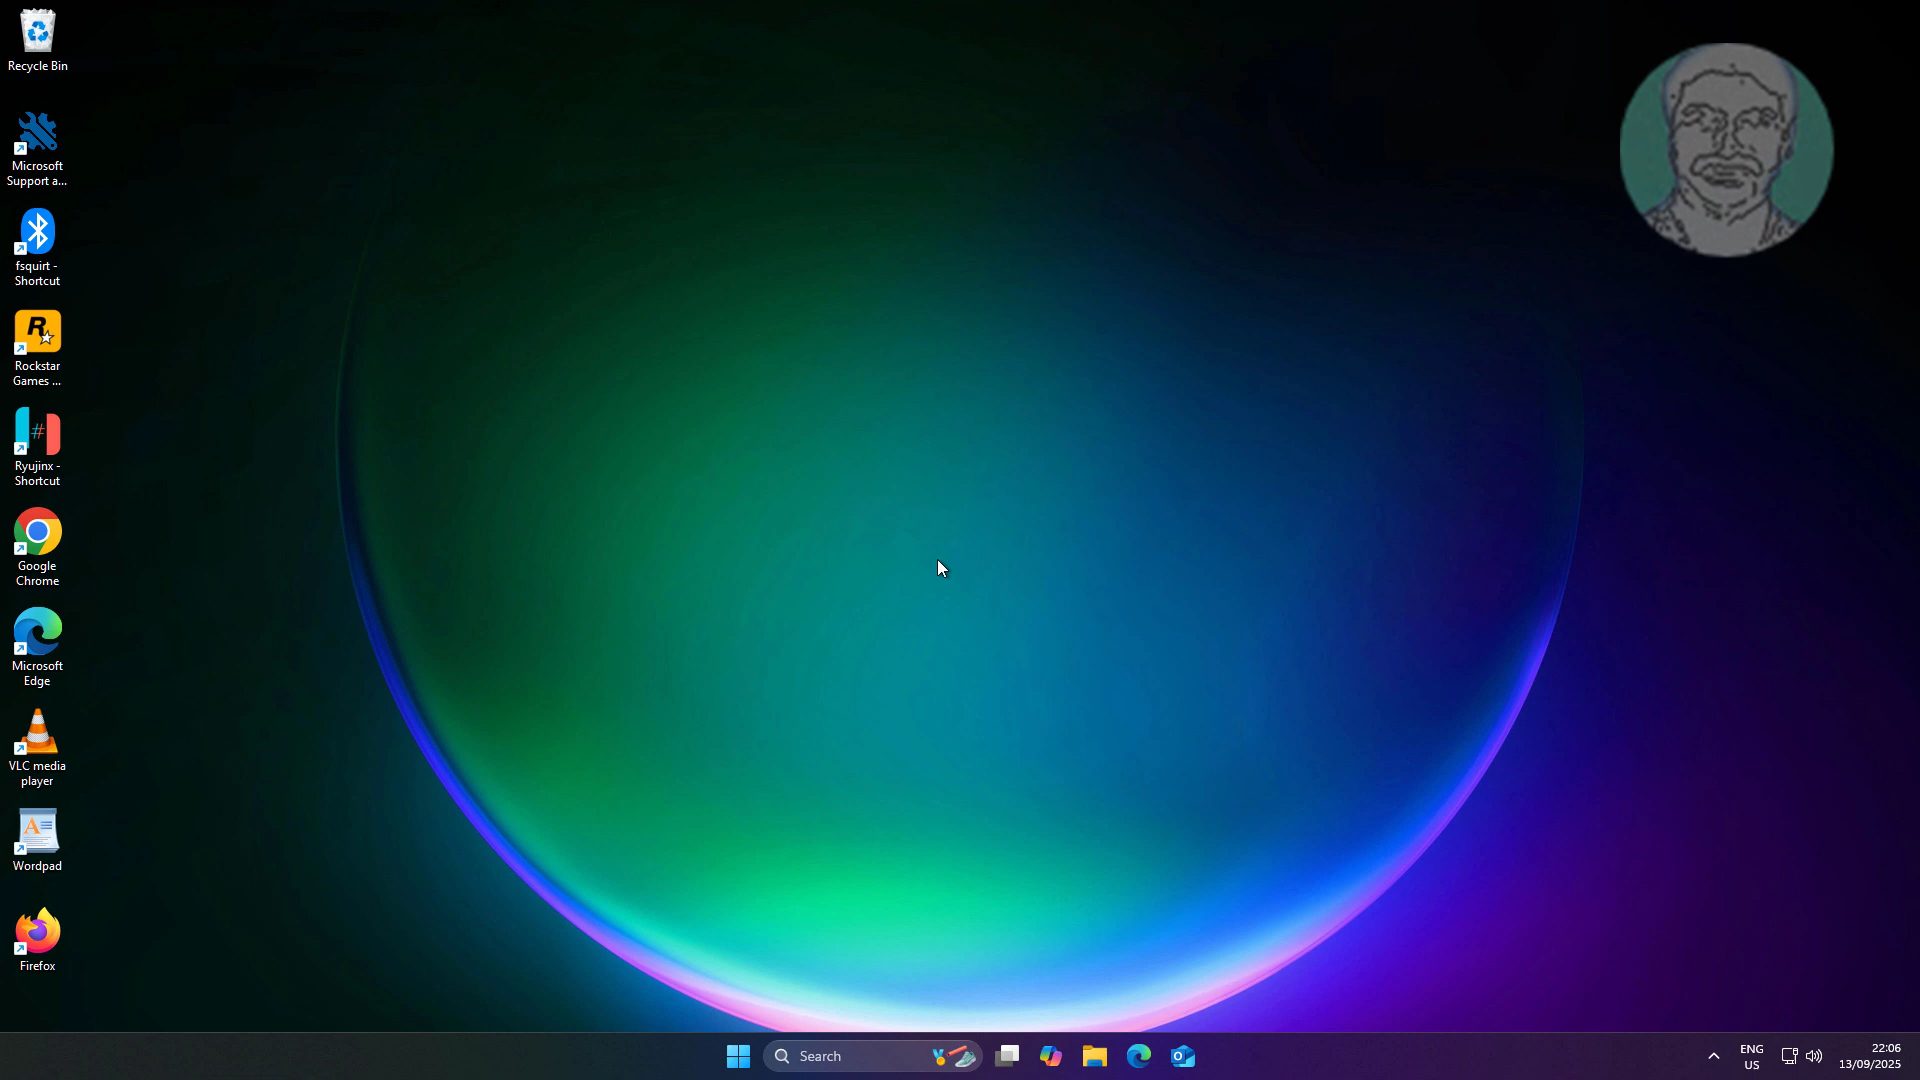 Recycle Bin
Microsoft
Support a...
fsquirt -
Shortcut
Rockstar
Games ...
Ryujinx -
Shortcut
Google
Chrome
Microsoft
Edge
VLC media
player
Wordpad
Firefox
Search
ENG
US
22:06
13/09/2025